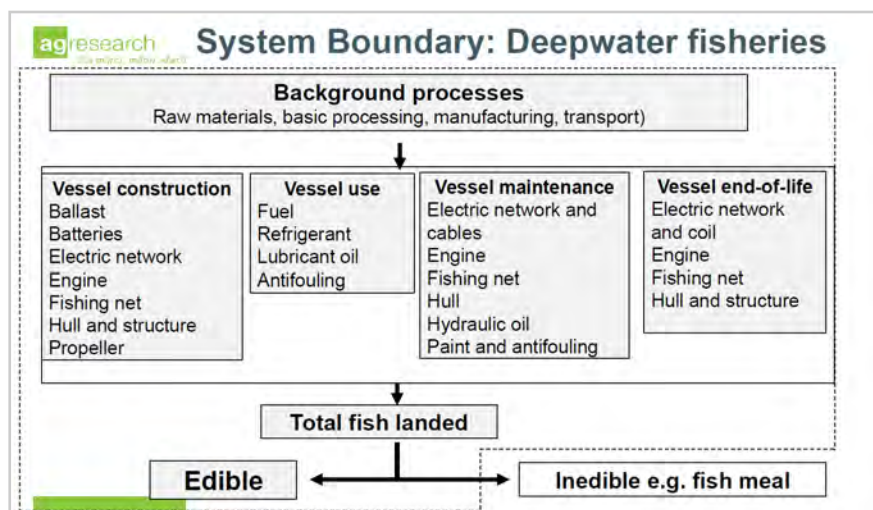 agresearch
System Boundary: Deepwater fisheries
Background processes
Raw materials, basic processing, manufacturing, transport)
Vessel construction
Ballast
Batteries
Electric network
Engine
Fishing net
Hull and structure
Propeller
Vessel use
Fuel
Refrigerant
Lubricant oil
Antifouling
Vessel maintenance
Electric network and
cables
Engine
Fishing net
Hull
Hydraulic oil
Paint and antifouling
Vessel end-of-life
Electric network
and coil
Engine
Fishing net
Hull and structure
Total fish landed
Edible
Inedible e.g. fish meal